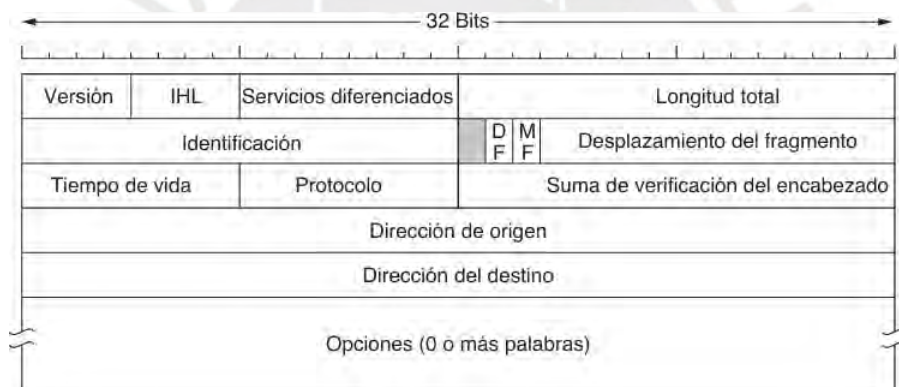 32 Bits
Versión IHL Servicios diferenciados Longitud total
Identificación D F M F Desplazamiento del fragmento
Tiempo de vida Protocolo Suma de verificación del encabezado
Dirección de origen
Dirección del destino
Opciones (0 o más palabras)